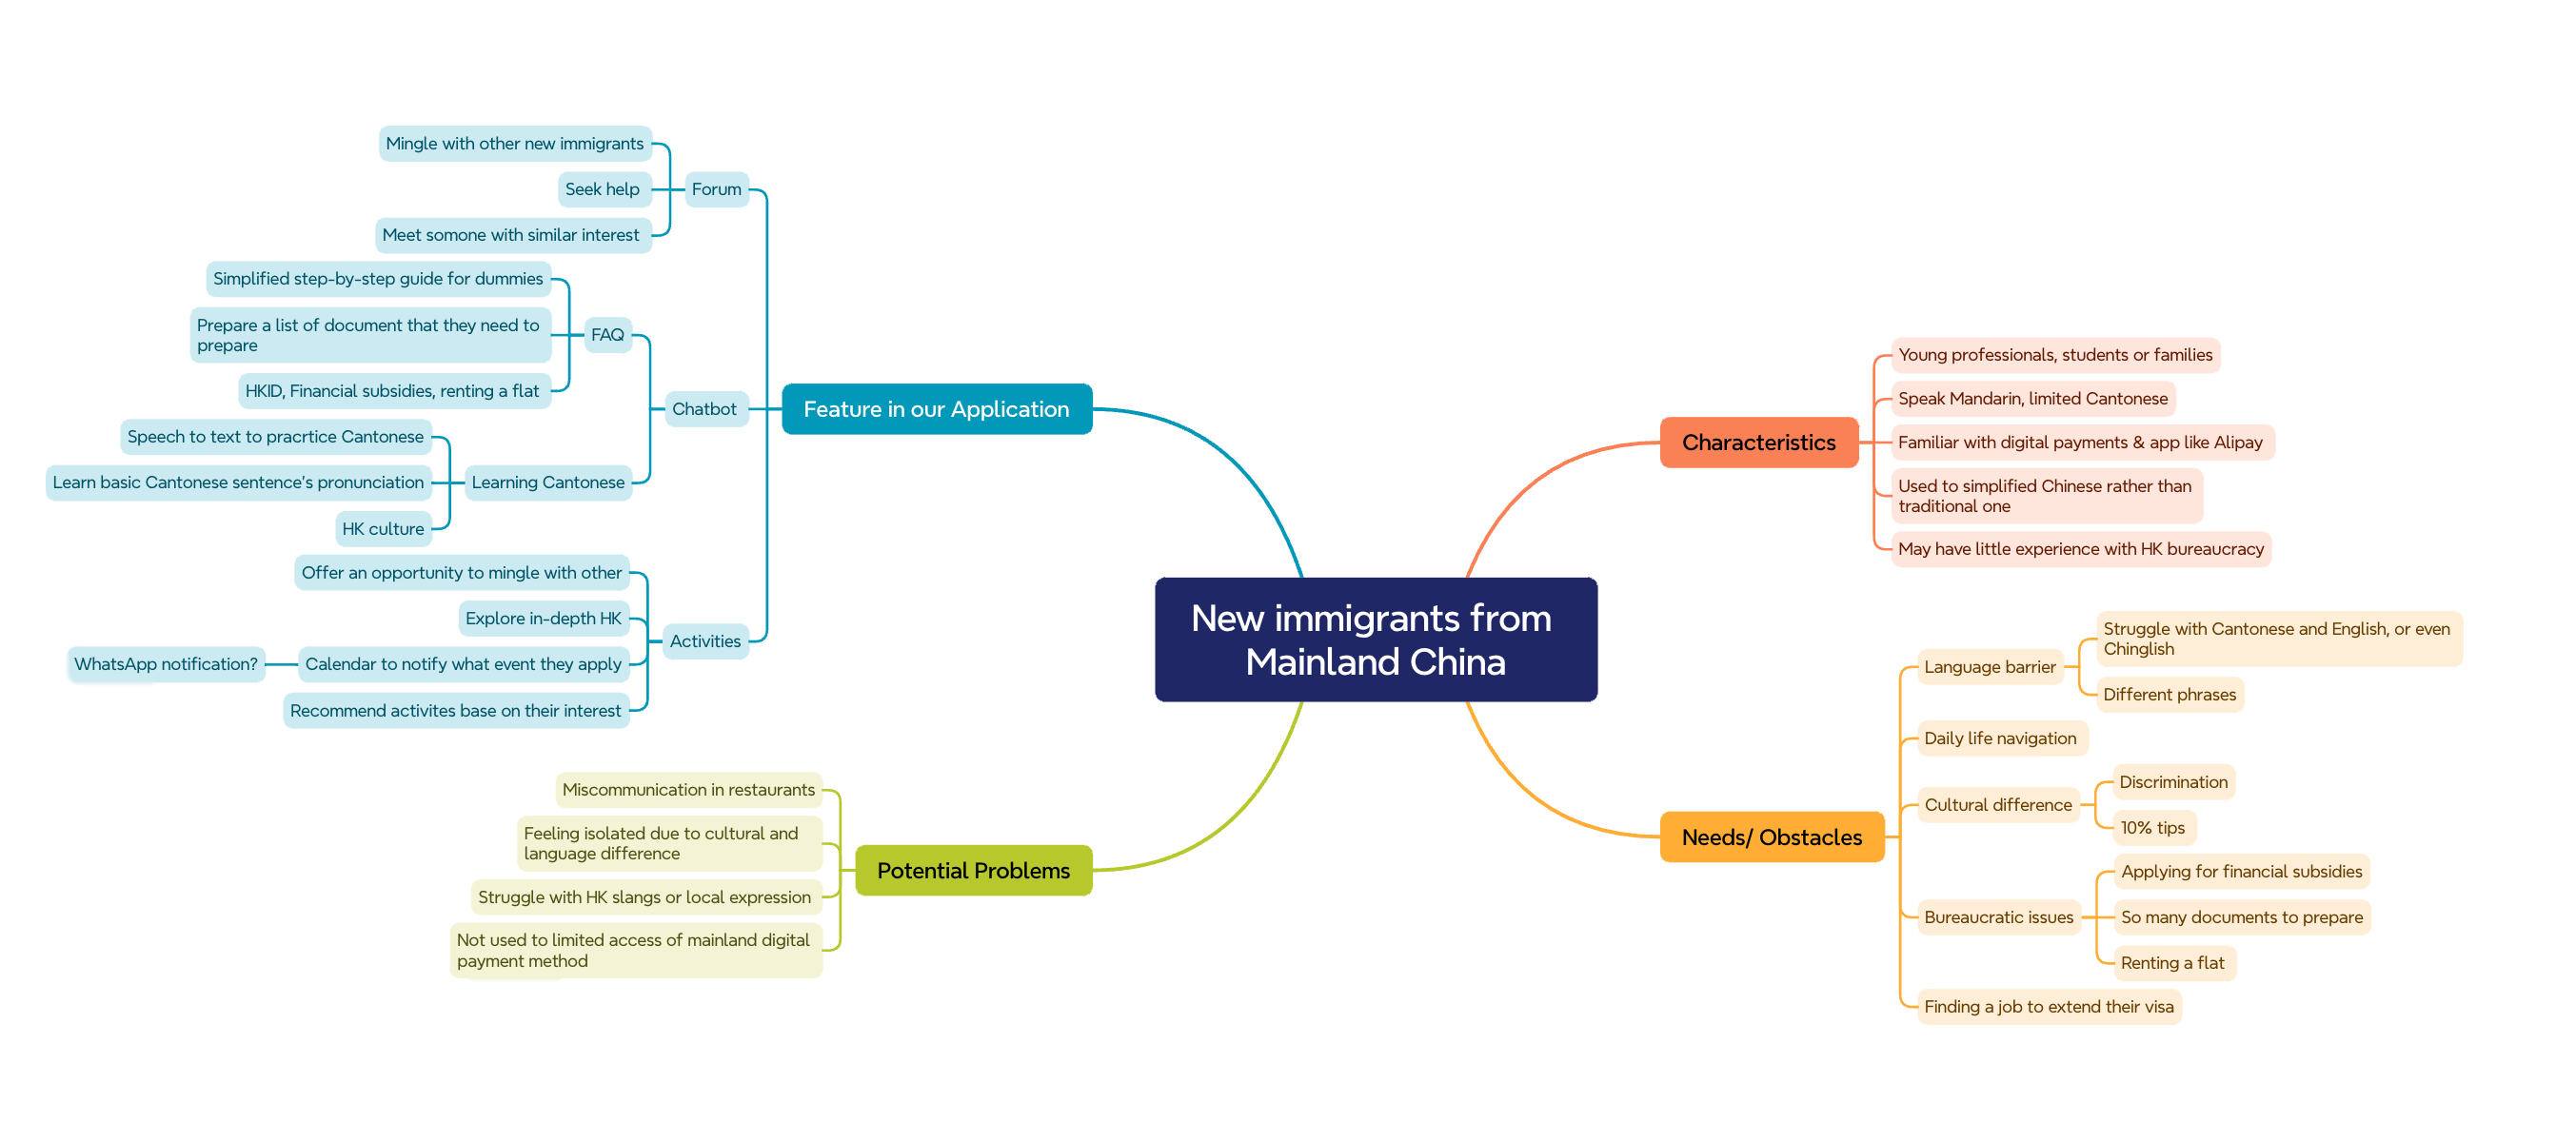 New immigrants from
Mainland China
Feature in our Application
Forum
Mingle with other new immigrants
Seek help
Meet somone with similar interest
Chatbot
FAQ
Simplified step-by-step guide for dummies
Prepare a list of document that they need to
prepare
HKID, Financial subsidies, renting a flat
Learning Cantonese
Speech to text to pracrtice Cantonese
Learn basic Cantonese sentence's pronunciation
HK culture
Activities
Offer an opportunity to mingle with other
Explore in-depth HK
Calendar to notify what event they apply
WhatsApp notification?
Recommend activites base on their interest
Potential Problems
Miscommunication in restaurants
Feeling isolated due to cultural and
language difference
Struggle with HK slangs or local expression
Not used to limited access of mainland digital
payment method
Characteristics
Young professionals, students or families
Speak Mandarin, limited Cantonese
Familiar with digital payments & app like Alipay
Used to simplified Chinese rather than
traditional one
May have little experience with HK bureaucracy
Needs/ Obstacles
Language barrier
Struggle with Cantonese and English, or even
Chinglish
Different phrases
Daily life navigation
Cultural difference
Discrimination
10% tips
Bureaucratic issues
Applying for financial subsidies
So many documents to prepare
Renting a flat
Finding a job to extend their visa